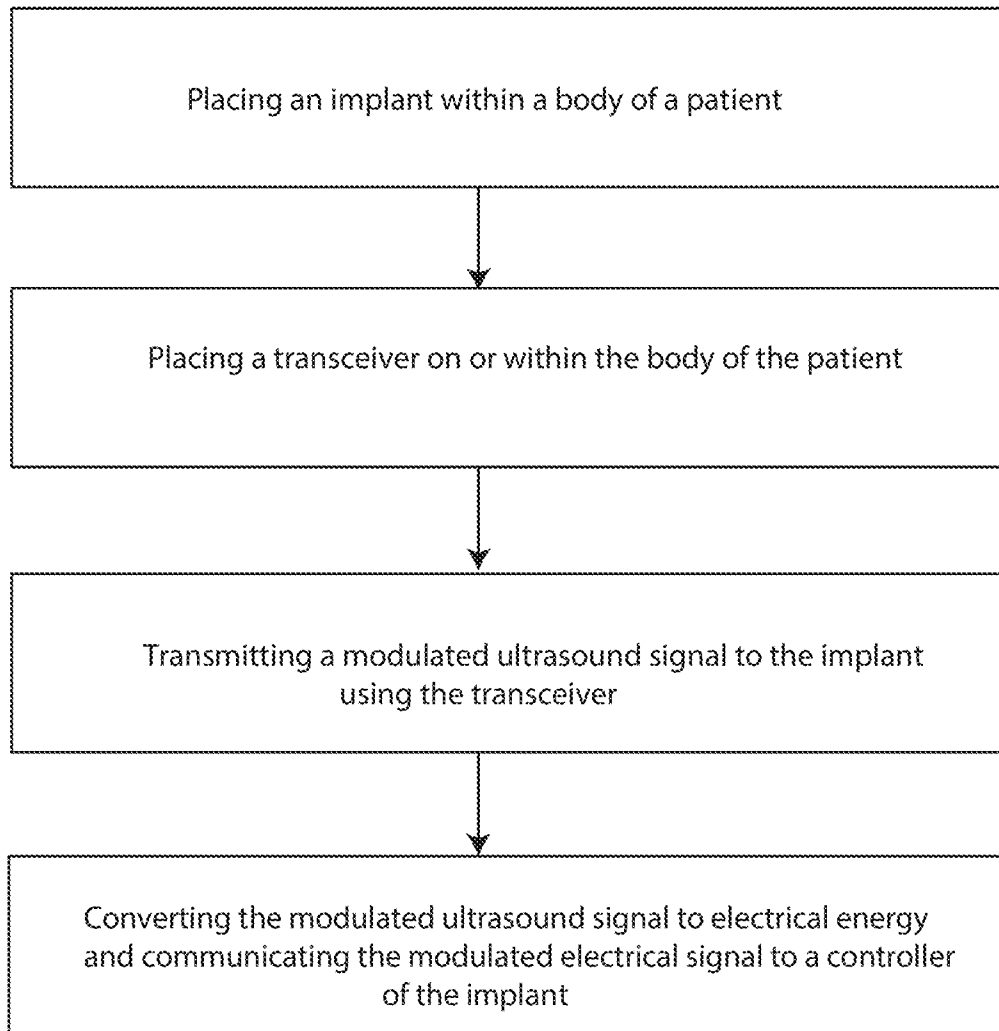 Placing an implant within a body of a patient
Placing a transceiver on or within the body of the patient
Transmitting a modulated ultrasound signal to the implant
using the transceiver
Converting the modulated ultrasound signal to electrical energy
and communicating the modulated electrical signal to a controller
of the implant